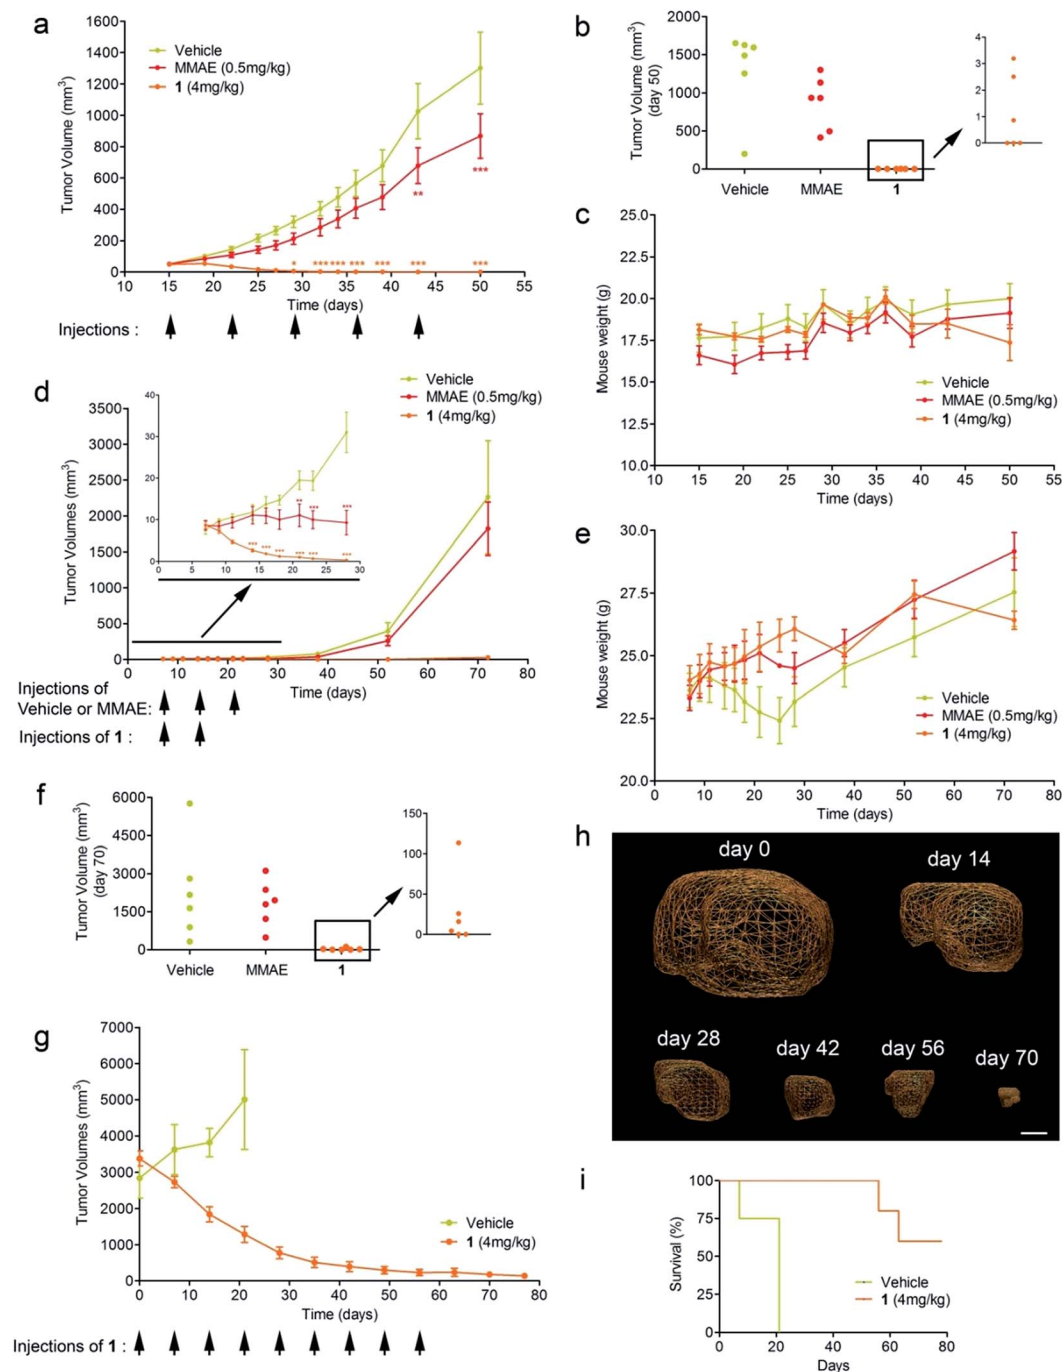 a
1600
1400
1200
1000
800
600
400
200
0
Tumor Volume (mm3)
Vehicle
MMAE (0.5mg/kg)
1 (4mg/kg)
***
**
* *** *** *** *** *** ***
10 15 20 25 30 35 40 45 50 55
Time (days)
Injections :
b
2000
1500
1000
500
0
Tumor Volume (mm3)
(day 50)
Vehicle MMAE 1
4
3
2
1
0
c
25.0
22.5
20.0
17.5
15.0
10.0
Mouse weight (g)
Vehicle
MMAE (0.5mg/kg)
1 (4mg/kg)
10 15 20 25 30 35 40 45 50 55
Time (days)
d
3500
3000
2500
2000
1500
1000
500
0
Tumor Volumes (mm3)
Vehicle
MMAE (0.5mg/kg)
1 (4mg/kg)
40
30
20
10
0
** *** ***
*** *** *** *** *** ***
0 5 10 15 20 25 30
0 10 20 30 40 50 60 70 80
Time (days)
Injections of
Vehicle or MMAE:
Injections of 1 :
e
30.0
27.5
25.0
22.5
20.0
Mouse weight (g)
Vehicle
MMAE (0.5mg/kg)
1 (4mg/kg)
0 10 20 30 40 50 60 70 80
Time (days)
f
6000
4500
3000
1500
0
Tumor Volume (mm3)
(day 70)
Vehicle MMAE 1
150
100
50
0
h
day 0
day 14
day 28
day 42
day 56
day 70
g
7000
6000
5000
4000
3000
2000
1000
0
Tumor Volumes (mm3)
Vehicle
1 (4mg/kg)
0 10 20 30 40 50 60 70 80
Time (days)
Injections of 1 :
i
100
75
50
25
0
Survival (%)
Vehicle
1 (4mg/kg)
0 20 40 60 80
Days